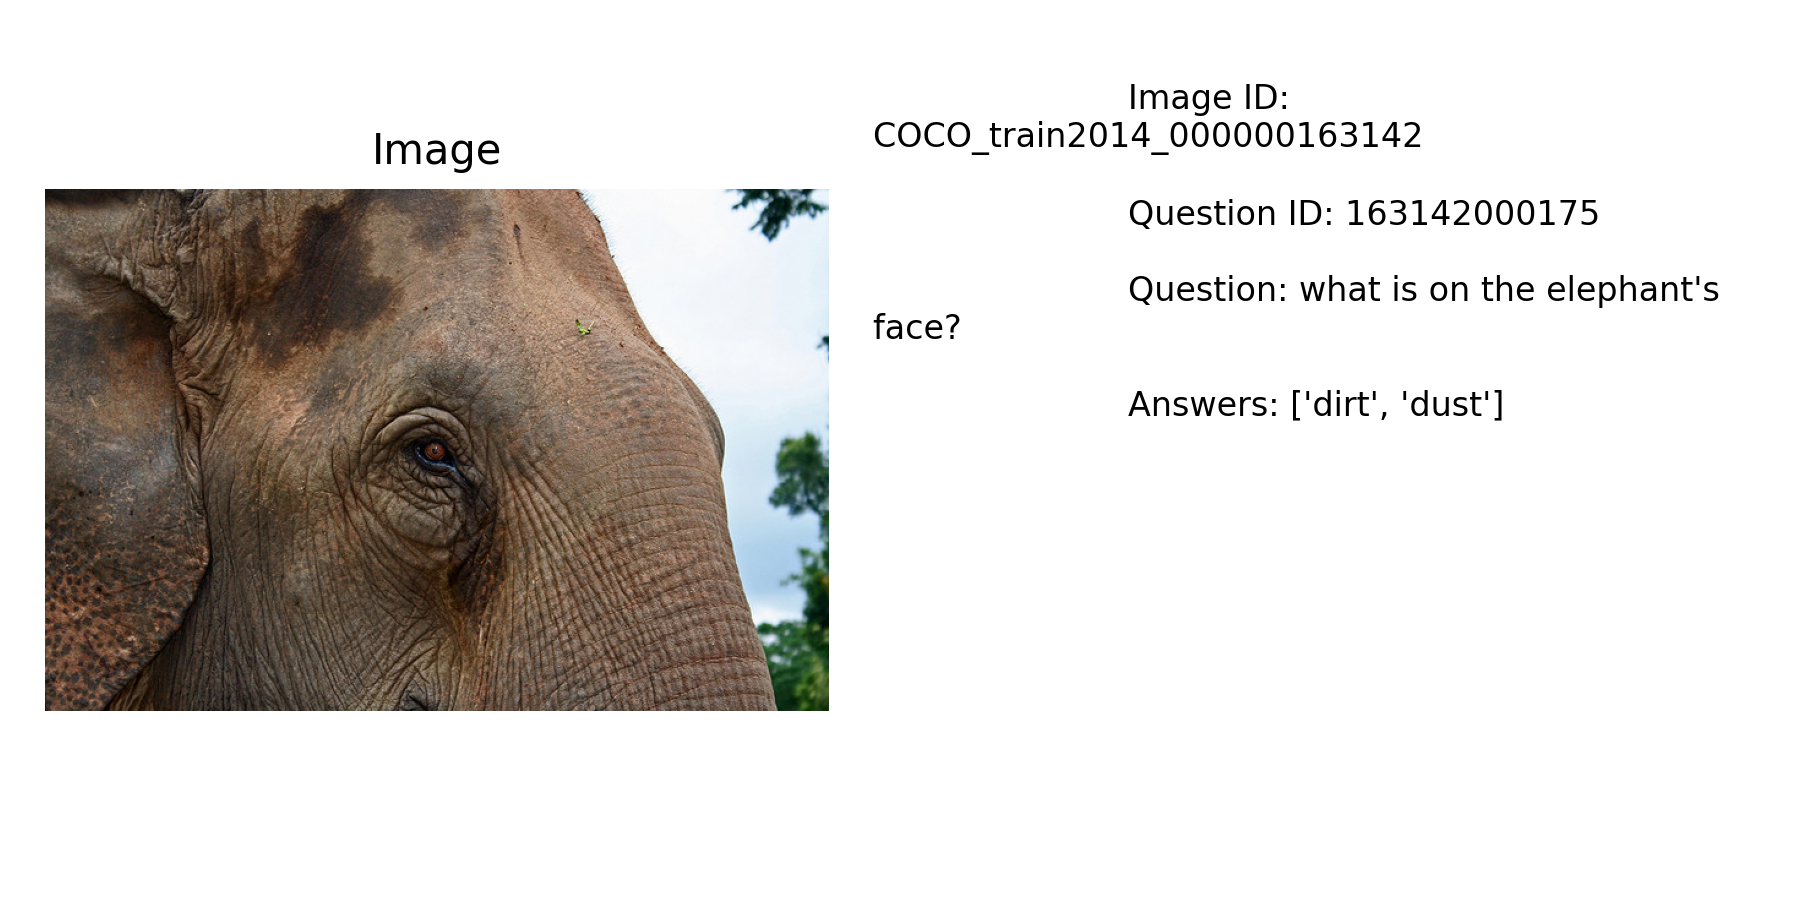 Image
Image ID:
COCO_train2014_000000163142
Question ID: 163142000175
Question: what is on the elephant's
face?
Answers: ['dirt', 'dust']